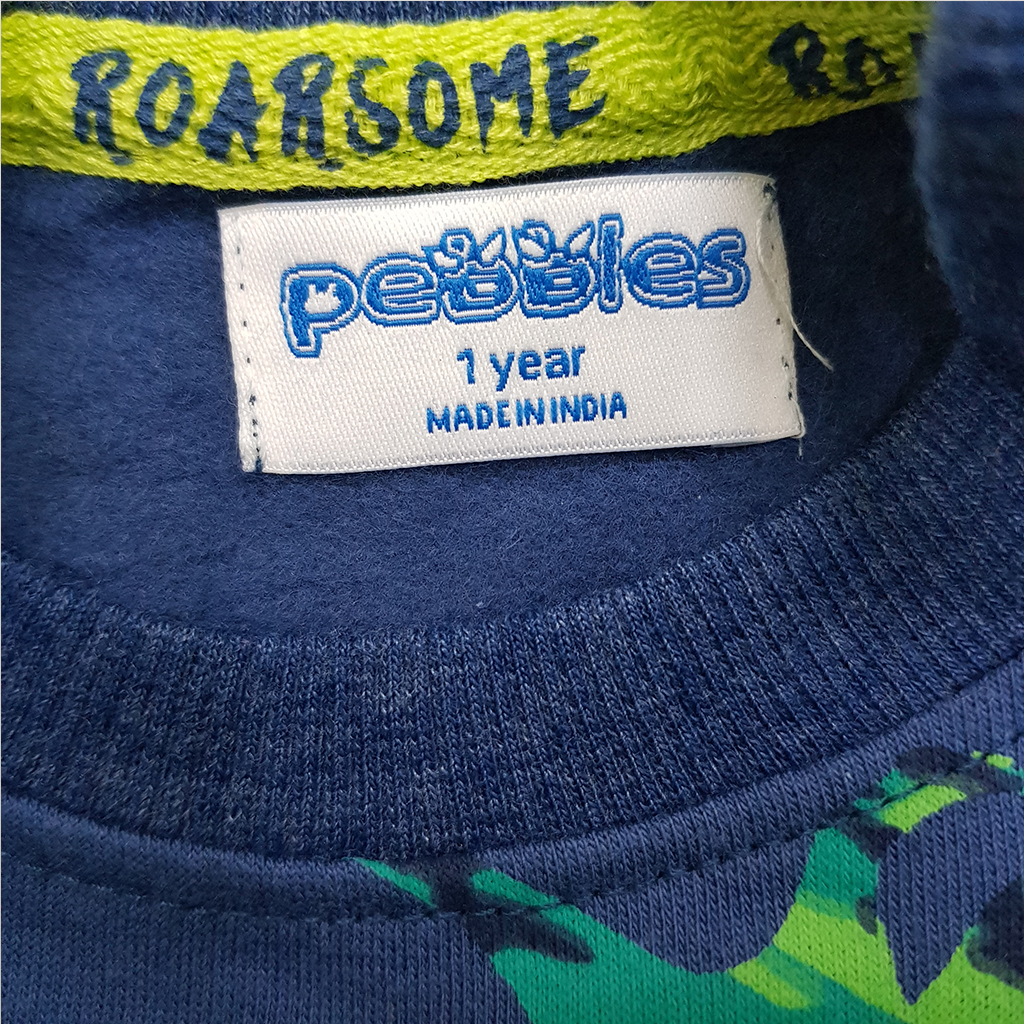 ROARSOME
pebbles
1 year
MADE IN INDIA